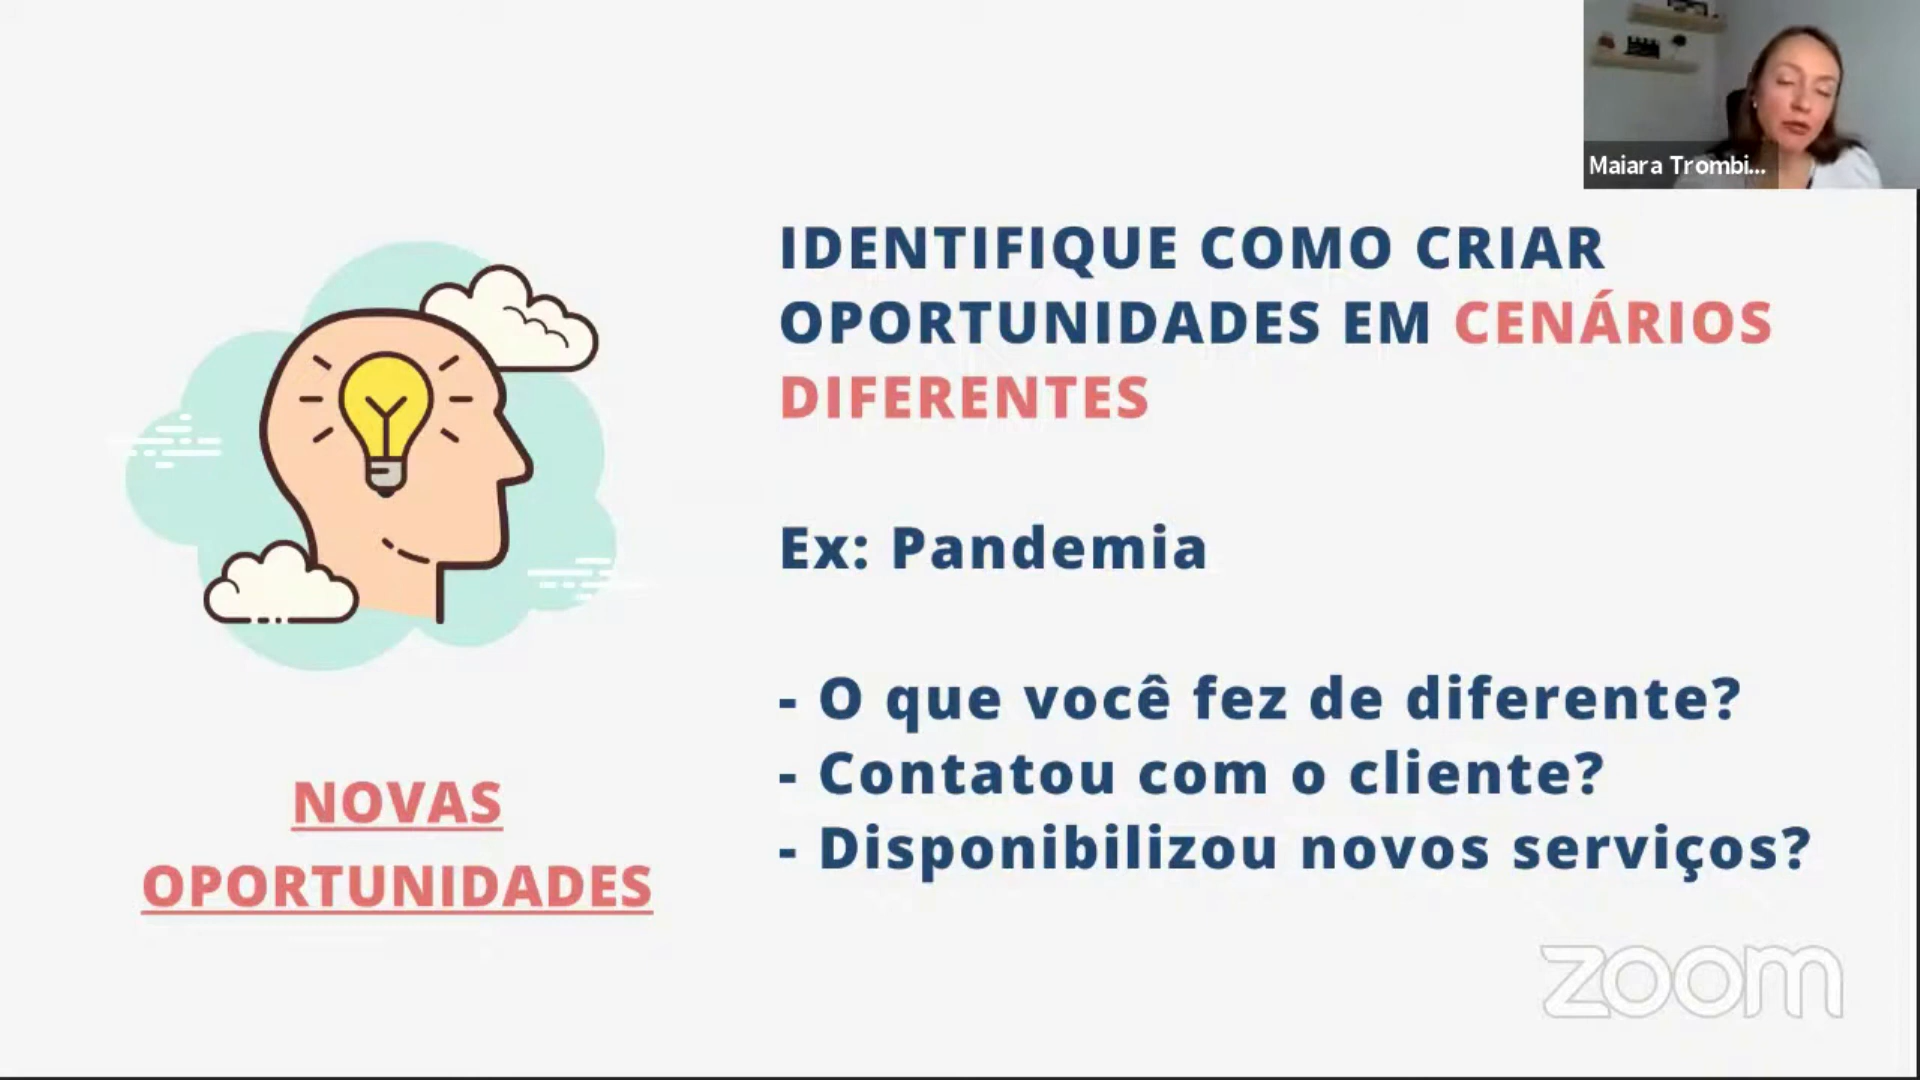 Maiara Trombi...
IDENTIFIQUE COMO CRIAR
OPORTUNIDADES EM CENÁRIOS
DIFERENTES
Ex: Pandemia
- O que você fez de diferente?
- Contatou com o cliente?
- Disponibilizou novos serviços?
NOVAS
OPORTUNIDADES
zoom